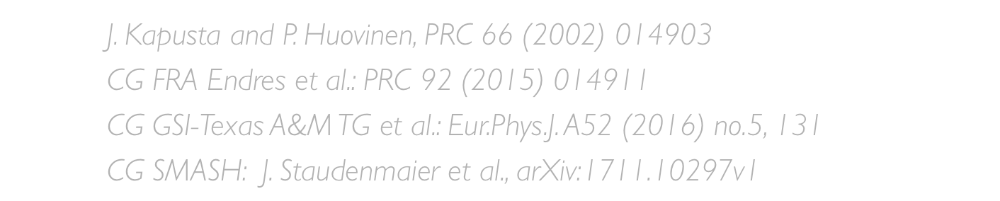 J. Kapusta and P. Huovinen, PRC 66 (2002) 014903
CG FRA Endres et al.: PRC 92 (2015) 014911
CG GSI-Texas A&M TG et al.: Eur.Phys.J. A52 (2016) no.5, 131
CG SMASH: J. Staudenmaier et al., arXiv:1711.10297v1